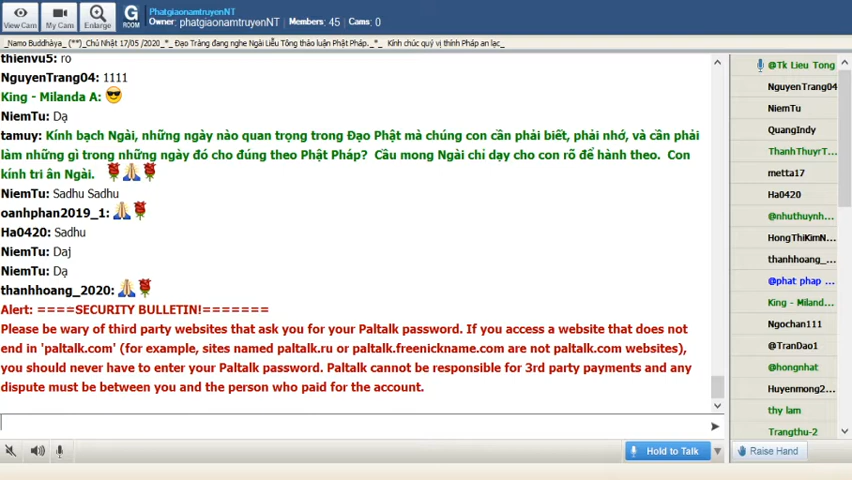 View Cam
My Cam
Enlarge
G
ROOM
PhatgiaonamtruyenNT
Owner: phatgiaonamtruyenNT
Members: 45 Cams: 0
_Namo Buddhàya_ (**)_Chủ Nhật 17/05 /2020_*_ Đạo Tràng đang nghe Ngài Liễu Tông thảo luận Phật Pháp._*_ Kính chúc quý vị thính Pháp an lạc_
thienvu5: ro
NguyenTrang04: 1111
King - Milanda A:
NiemTu: Dạ
tamuy: Kính bạch Ngài, những ngày nào quan trọng trong Đạo Phật mà chúng con cần phải biết, phải nhớ, và cần phải
làm những gì trong những ngày đó cho đúng theo Phật Pháp? Cầu mong Ngài chỉ dạy cho con rõ để hành theo. Con
kính tri ân Ngài.
NiemTu: Sadhu Sadhu
oanhphan2019_1:
Ha0420: Sadhu
NiemTu: Daj
NiemTu: Dạ
thanhhoang_2020:
Alert: ====SECURITY BULLETIN!=======
Please be wary of third party websites that ask you for your Paltalk password. If you access a website that does not
end in 'paltalk.com' (for example, sites named paltalk.ru or paltalk.freenickname.com are not paltalk.com websites),
you should never have to enter your Paltalk password. Paltalk cannot be responsible for 3rd party payments and any
dispute must be between you and the person who paid for the account.
Hold to Talk
@Tk Lieu Tong
NguyenTrang04
NiemTu
QuangIndy
ThanhThuyrT...
metta17
Ha0420
@nhuthuynh...
HongThiKimN...
thanhhoang_...
@phat phap ...
King - Miland...
Ngochan111
@TranDao1
@hongnhat
Huyenmong2...
thy lam
Trangthu-2
Raise Hand